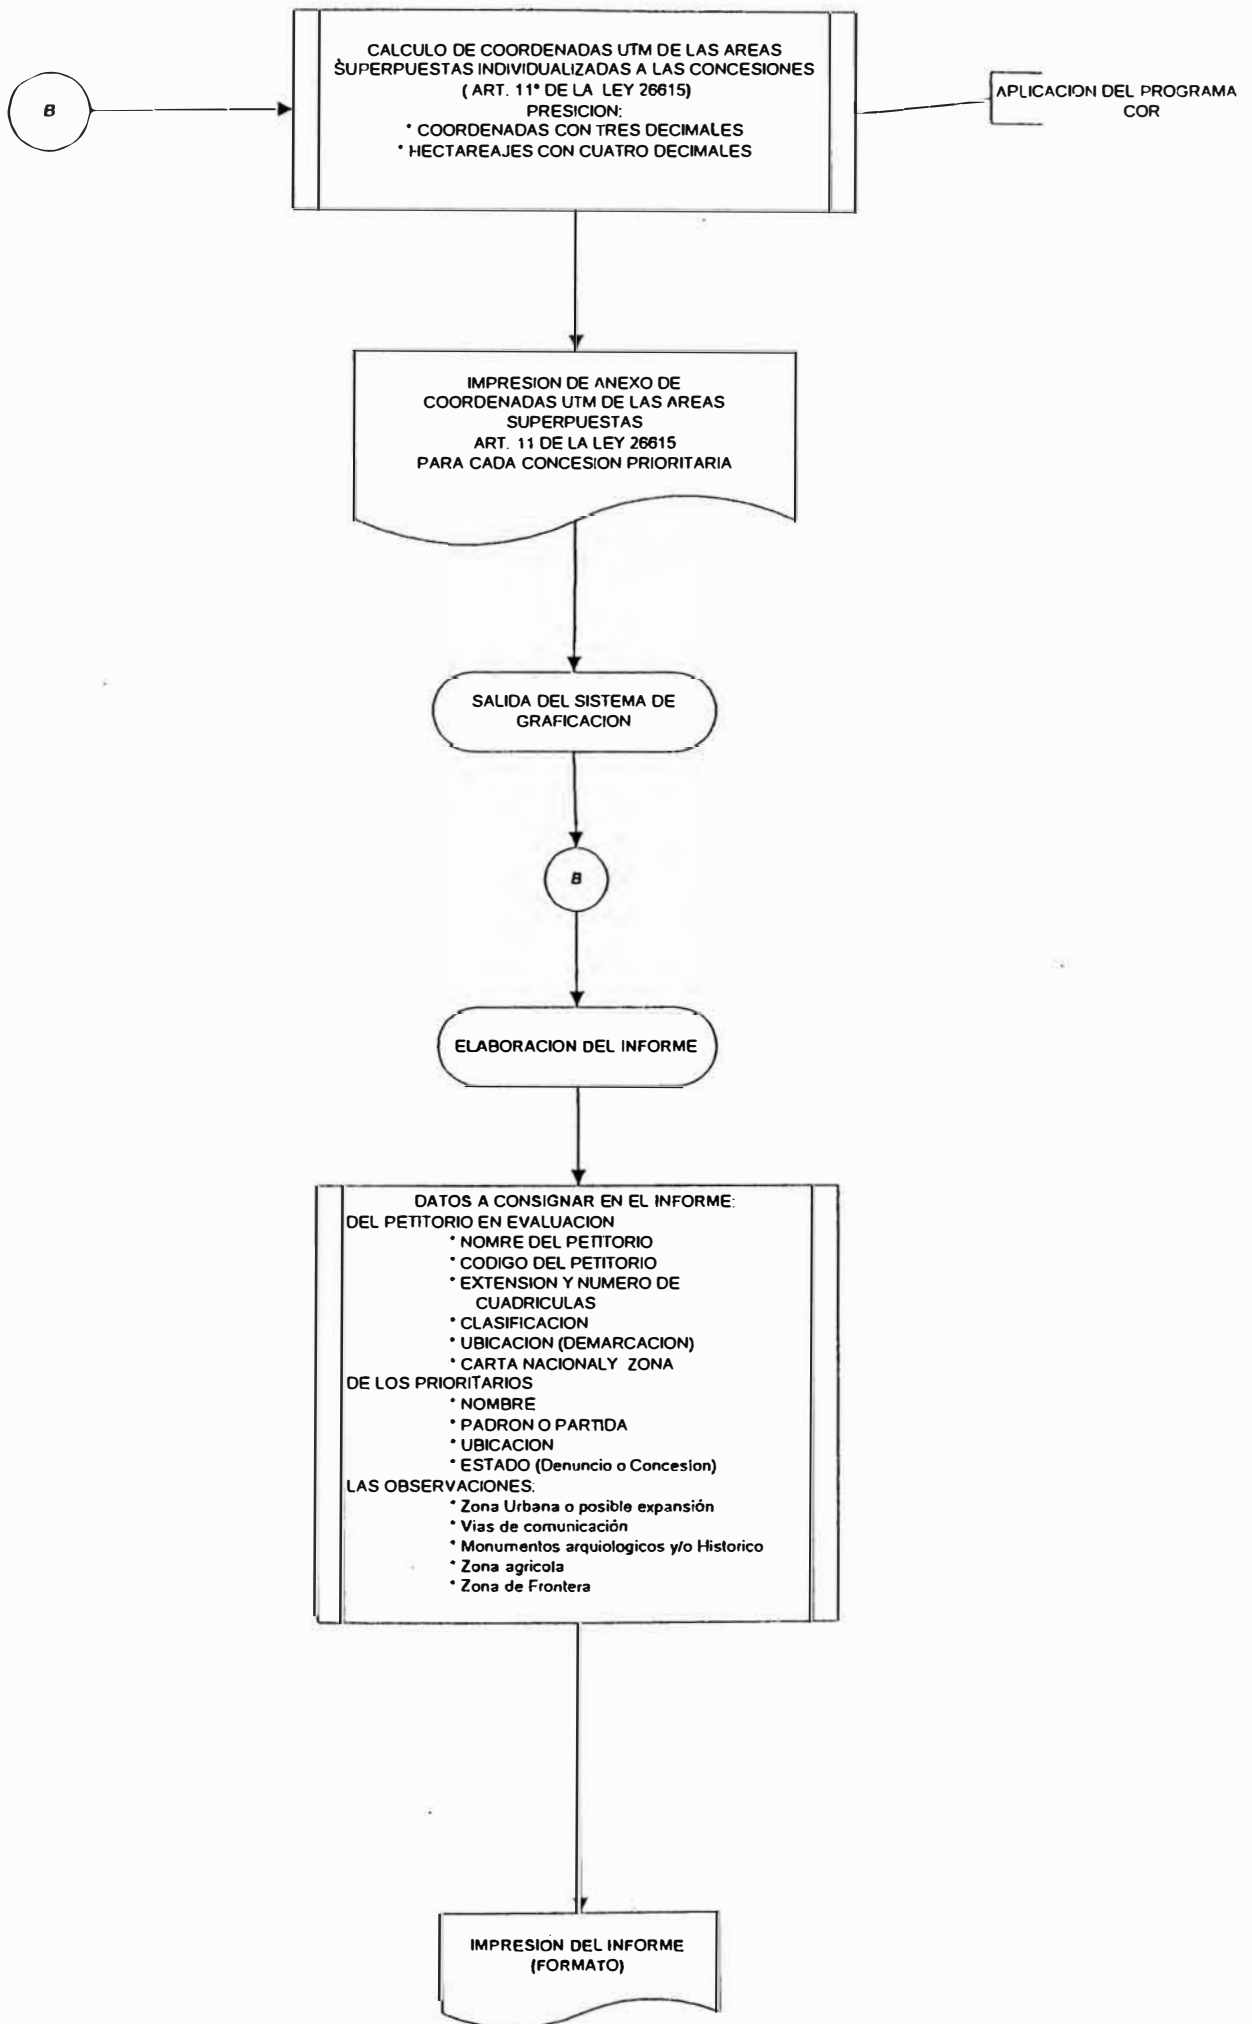 CALCULO DE COORDENADAS UTM DE LAS AREAS
SUPERPUESTAS INDIVIDUALIZADAS A LAS CONCESIONES
( ART. 11° DE LA LEY 26615)
PRESICION:
* COORDENADAS CON TRES DECIMALES
* HECTAREAJES CON CUATRO DECIMALES
B
APLICACION DEL PROGRAMA
COR
IMPRESION DE ANEXO DE
COORDENADAS UTM DE LAS AREAS
SUPERPUESTAS
ART. 11 DE LA LEY 26615
PARA CADA CONCESION PRIORITARIA
SALIDA DEL SISTEMA DE
GRAFICACION
B
ELABORACION DEL INFORME
DATOS A CONSIGNAR EN EL INFORME:
DEL PETITORIO EN EVALUACION
* NOMRE DEL PETITORIO
* CODIGO DEL PETITORIO
* EXTENSION Y NUMERO DE
CUADRICULAS
* CLASIFICACION
* UBICACION (DEMARCACION)
* CARTA NACIONALY ZONA
DE LOS PRIORITARIOS
* NOMBRE
* PADRON O PARTIDA
* UBICACION
* ESTADO (Denuncio o Concesion)
LAS OBSERVACIONES:
* Zona Urbana o posible expansión
* Vias de comunicación
* Monumentos arquiologicos y/o Historico
* Zona agricola
* Zona de Frontera
IMPRESION DEL INFORME
(FORMATO)